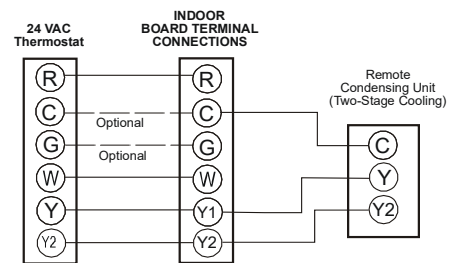 24 VAC
Thermostat
INDOOR
BOARD TERMINAL
CONNECTIONS
Remote
Condensing Unit
(Two-Stage Cooling)
R
R
C
Optional
C
C
G
Optional
G
W
W
Y
Y
Y1
Y2
Y2
Y2